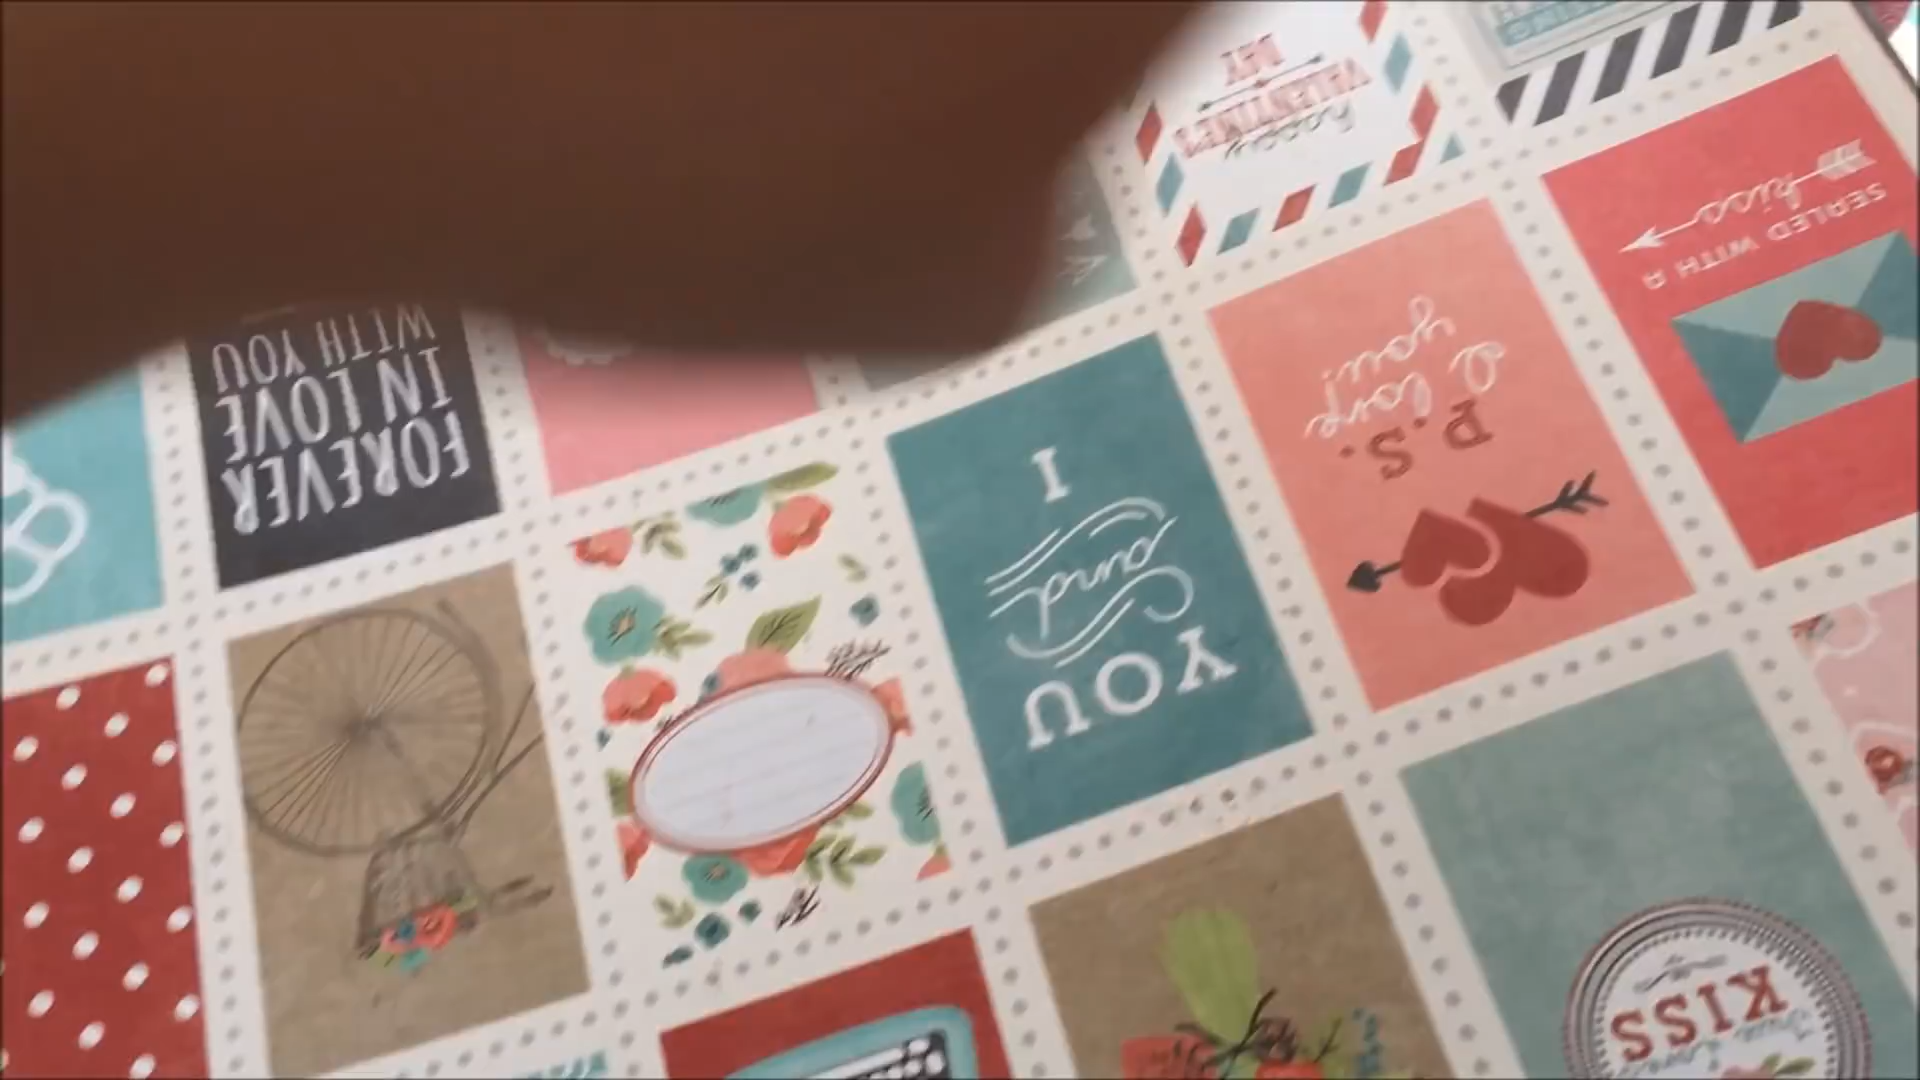 happy
VALENTINE'S
DAY
SEALED WITH A
kiss
P.S.
I love
you!
YOU
and
I
FOREVER
IN LOVE
WITH YOU
KISS